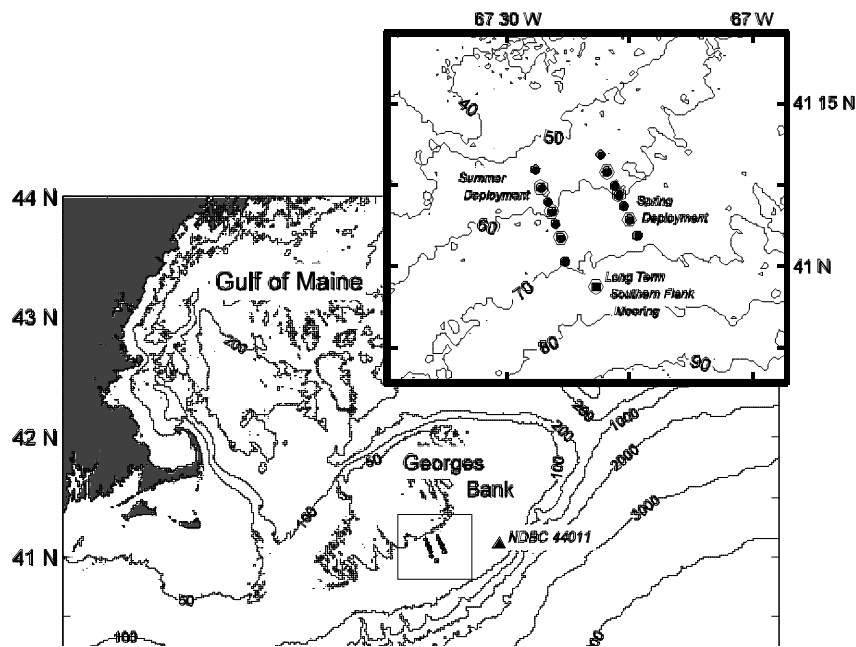 67 30 W
67 W
41 15 N
41 N
40
50
60
70
80
90
Summer
Deployment
Spring
Deployment
Long Term
Southern Flank
Mooring
44 N
43 N
42 N
41 N
Gulf of Maine
200
Georges
Bank
50
100
200
100
1000
2000
3000
NDBC 44011
50
100